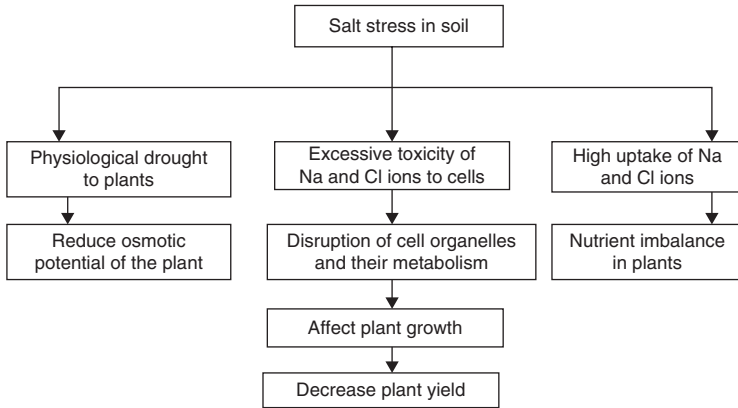 Salt stress in soil
Physiological drought
to plants
Excessive toxicity of
Na and Cl ions to cells
High uptake of Na
and Cl ions
Reduce osmotic
potential of the plant
Disruption of cell organelles
and their metabolism
Nutrient imbalance
in plants
Affect plant growth
Decrease plant yield